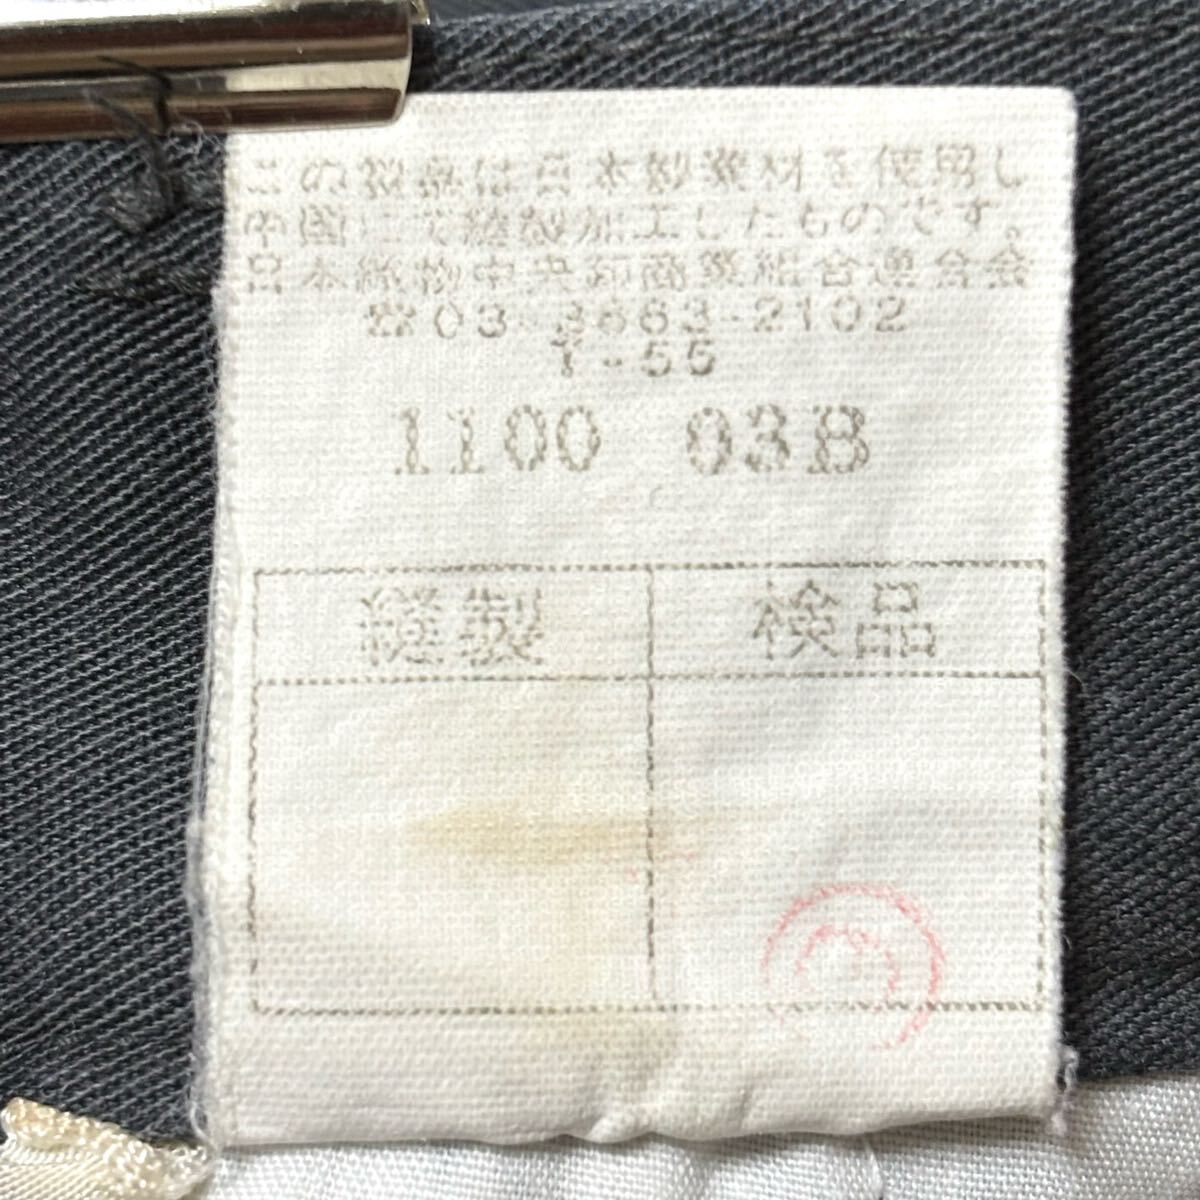 この製品は日本製素材を使用し
中国にて縫製加工したものです。
日本織物中央卸商業組合連合会
☎03-3663-2102
T-55
1100 03B
縫製 検品